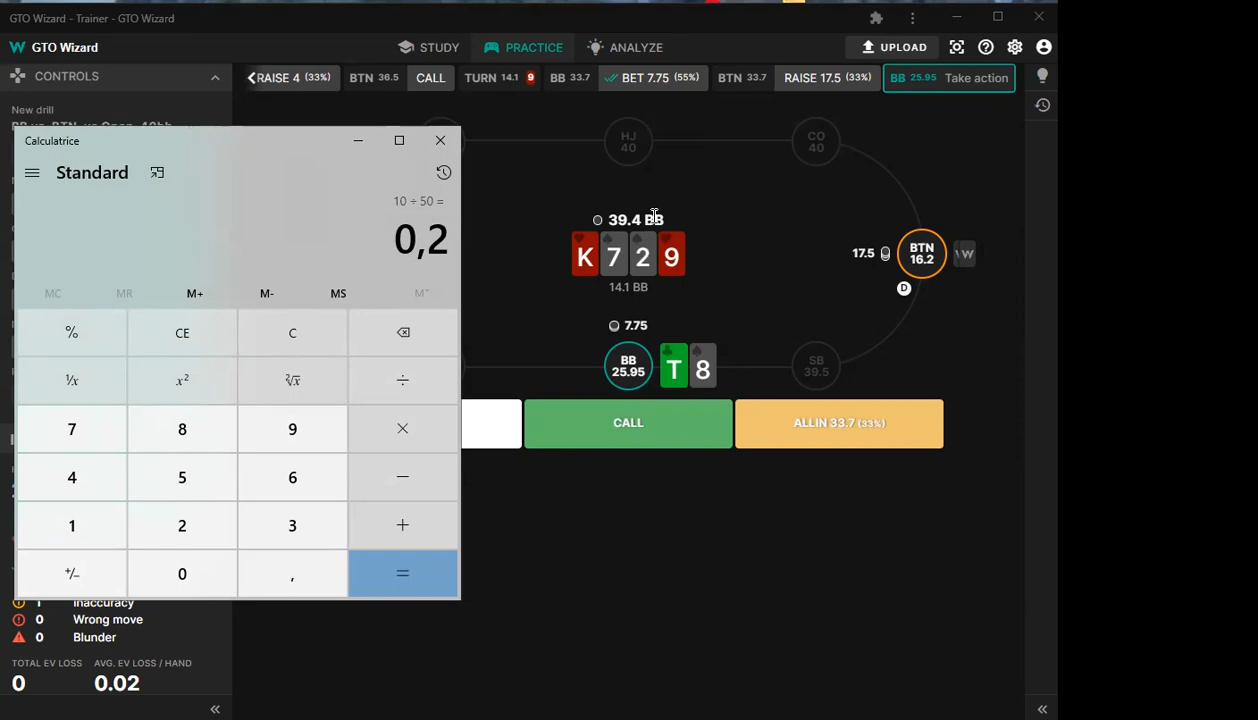 GTO Wizard - Trainer - GTO Wizard
GTO Wizard
STUDY
PRACTICE
ANALYZE
UPLOAD
CONTROLS
RAISE 4 (33%)
BTN 36.5
CALL
TURN 14.1 9
BB 33.7
BET 7.75 (55%)
BTN 33.7
RAISE 17.5 (33%)
BB 25.95 Take action
New drill
Calculatrice
Standard
10 ÷ 50 =
0,2
MC MR M+ M- MS M˅
% CE C
¹/x x² ²√x ÷
7 8 9 ×
4 5 6 −
1 2 3 +
+/− 0 , =
HJ
40
CO
40
39.4 BB
K 7 2 9
14.1 BB
17.5
BTN
16.2
W
D
7.75
BB
25.95
T 8
SB
39.5
CALL
ALLIN 33.7 (33%)
1 Inaccuracy
0 Wrong move
0 Blunder
TOTAL EV LOSS
0
AVG. EV LOSS / HAND
0.02